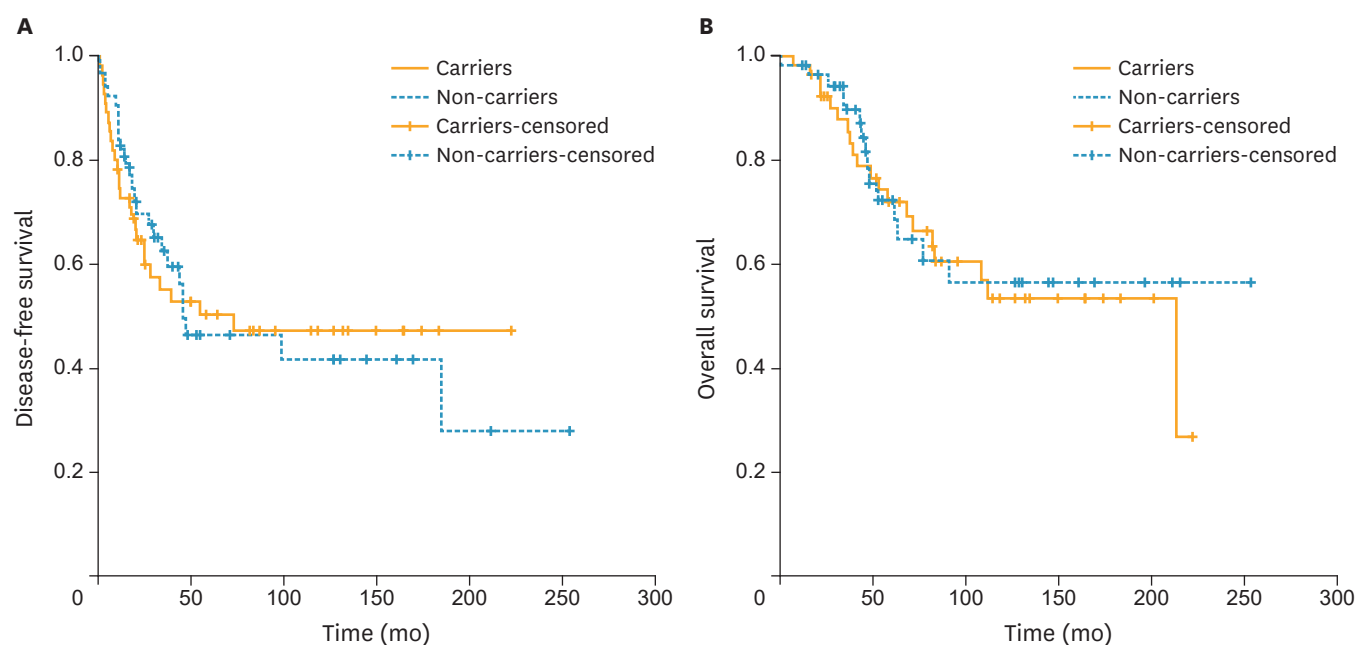 A
Disease-free survival
1.0
0.8
0.6
0.4
0.2
0 50 100 150 200 250 300
Time (mo)
Carriers
Non-carriers
Carriers-censored
Non-carriers-censored
B
Overall survival
1.0
0.8
0.6
0.4
0.2
0 50 100 150 200 250 300
Time (mo)
Carriers
Non-carriers
Carriers-censored
Non-carriers-censored